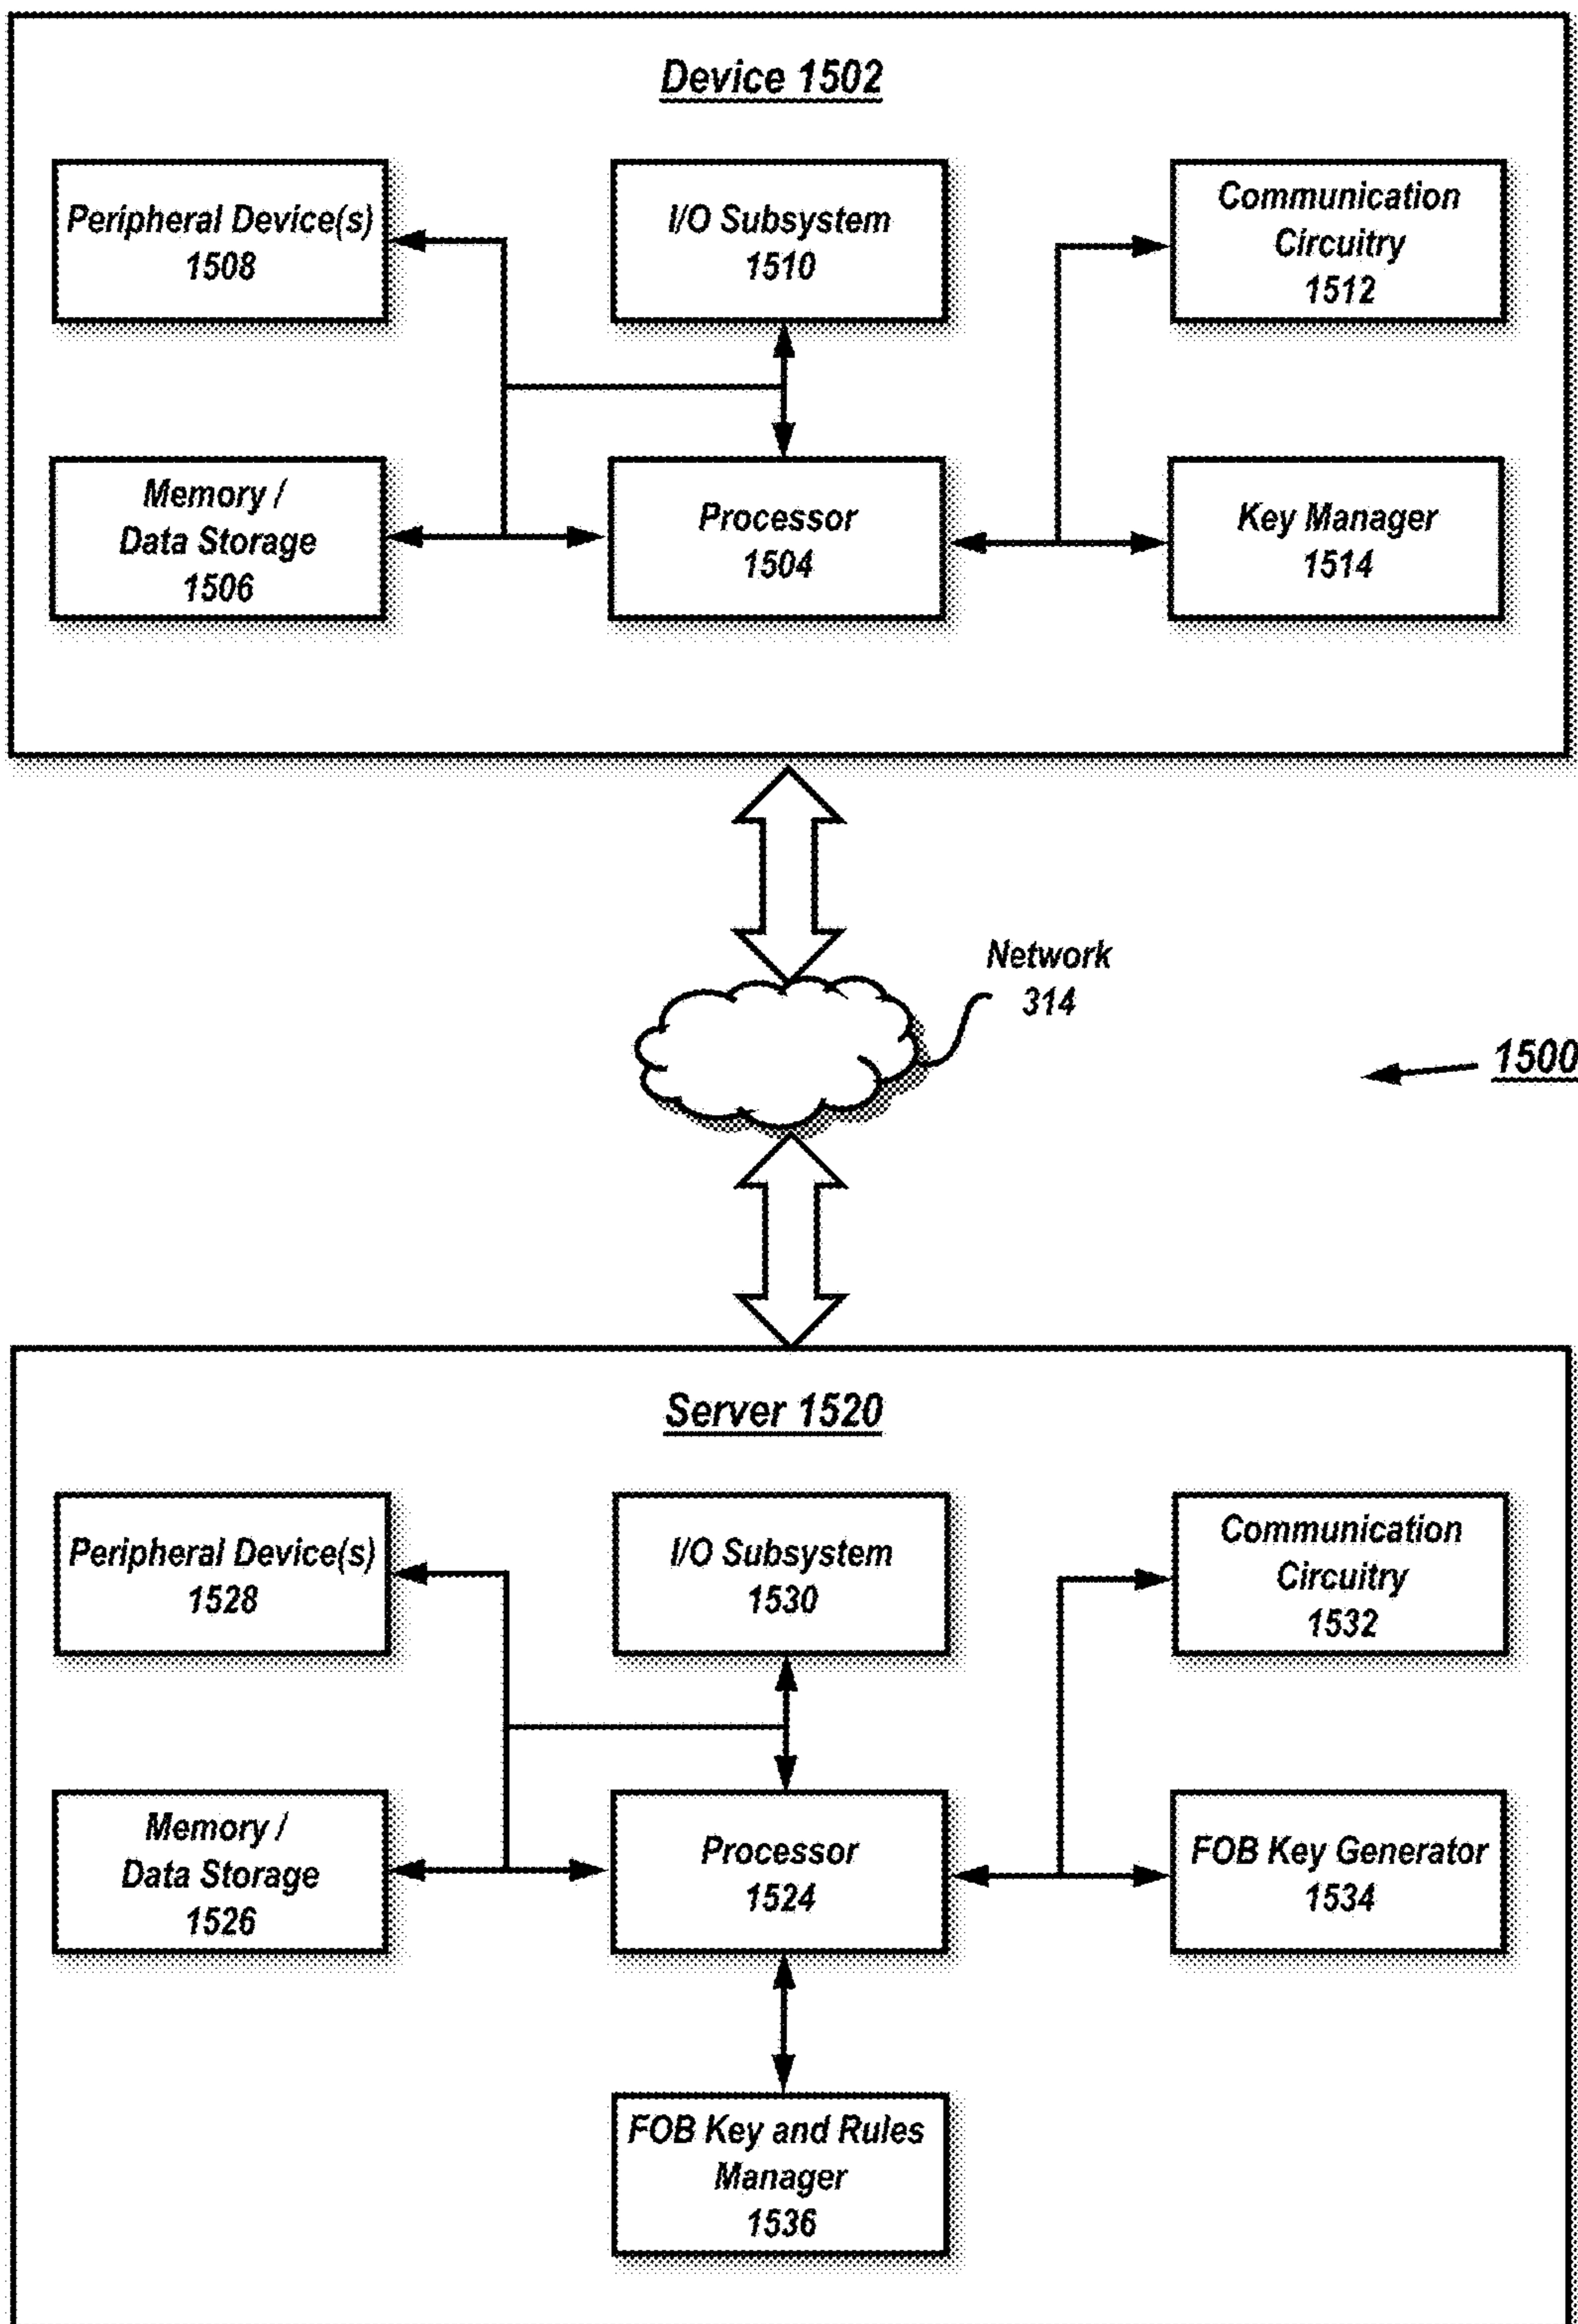 Device 1502
Peripheral Device(s)
1508
I/O Subsystem
1510
Communication
Circuitry
1512
Memory /
Data Storage
1506
Processor
1504
Key Manager
1514
Network
314
1500
Server 1520
Peripheral Device(s)
1528
I/O Subsystem
1530
Communication
Circuitry
1532
Memory /
Data Storage
1526
Processor
1524
FOB Key Generator
1534
FOB Key and Rules
Manager
1536